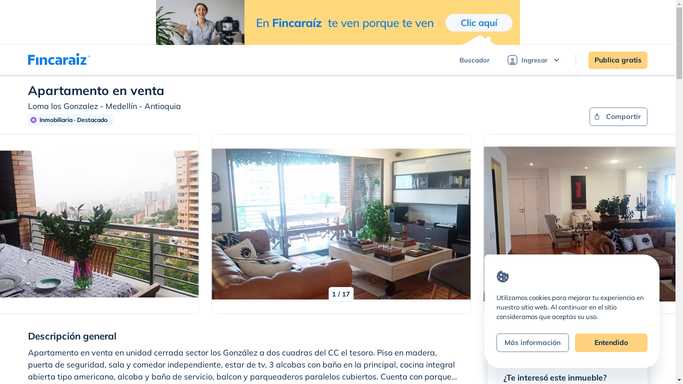 En Fincaraíz te ven porque te ven
Clic aquí
Fincaraiz
Buscador
Ingresar
Publica gratis
Apartamento en venta
Loma los Gonzalez - Medellín - Antioquia
Inmobiliaria - Destacado
Compartir
1 / 17
Utilizamos cookies para mejorar tu experiencia en
nuestro sitio web. Al continuar en el sitio
consideramos que aceptas su uso.
Más información
Entendido
Descripción general
Apartamento en venta en unidad cerrada sector los González a dos cuadras del CC el tesoro. Piso en madera,
puerta de seguridad, sala y comedor independiente, estar de tv, 3 alcobas con baño en la principal, cocina integral
abierta tipo americano, alcoba y baño de servicio, balcon y parqueaderos paralelos cubiertos. Cuenta con parque...
¿Te interesó este inmueble?